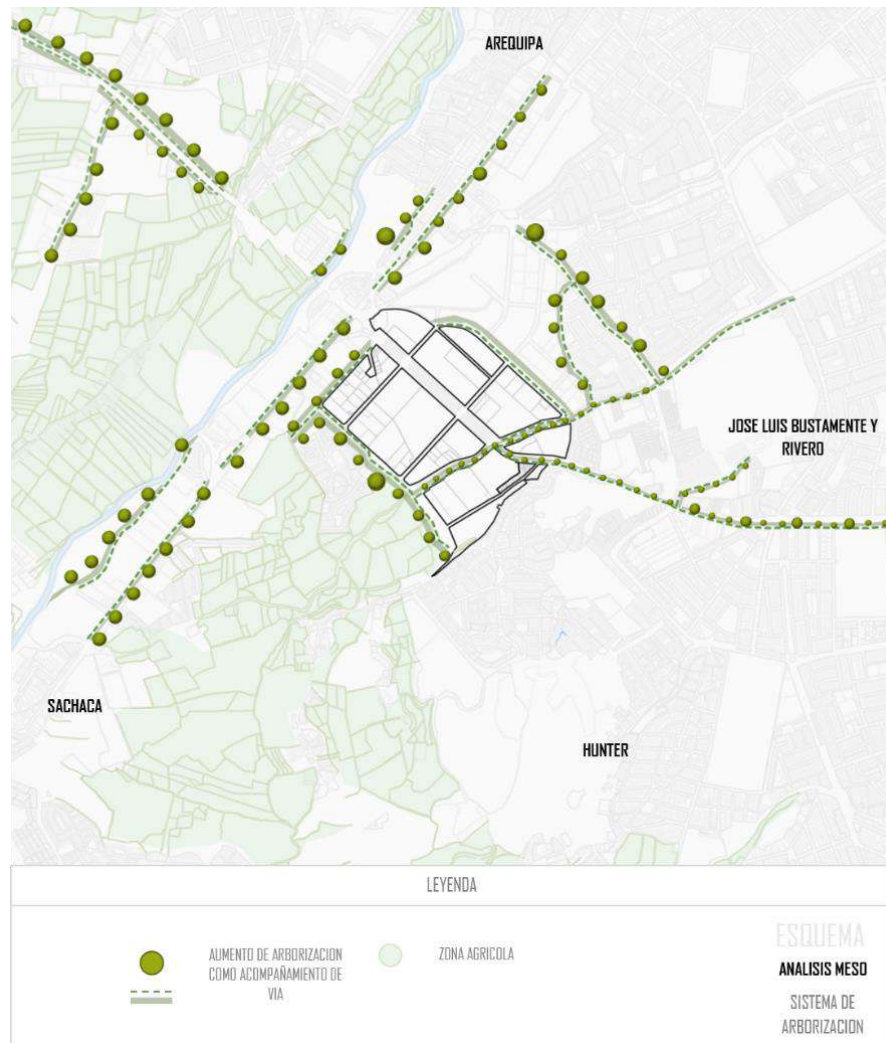 AREQUIPA
JOSE LUIS BUSTAMENTE Y
RIVERO
SACHACA
HUNTER
LEYENDA
AUMENTO DE ARBORIZACION
COMO ACOMPAÑAMIENTO DE
VIA
ZONA AGRICOLA
ESQUEMA
ANALISIS MESO
SISTEMA DE
ARBORIZACION